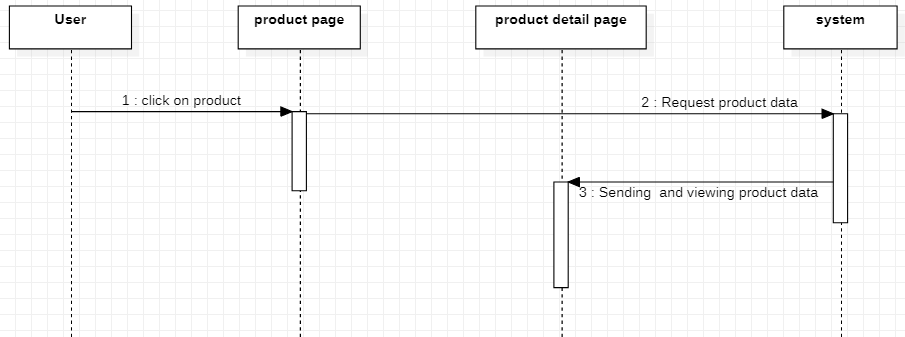 User
product page
product detail page
system
1 : click on product
2 : Request product data
3 : Sending  and viewing product data